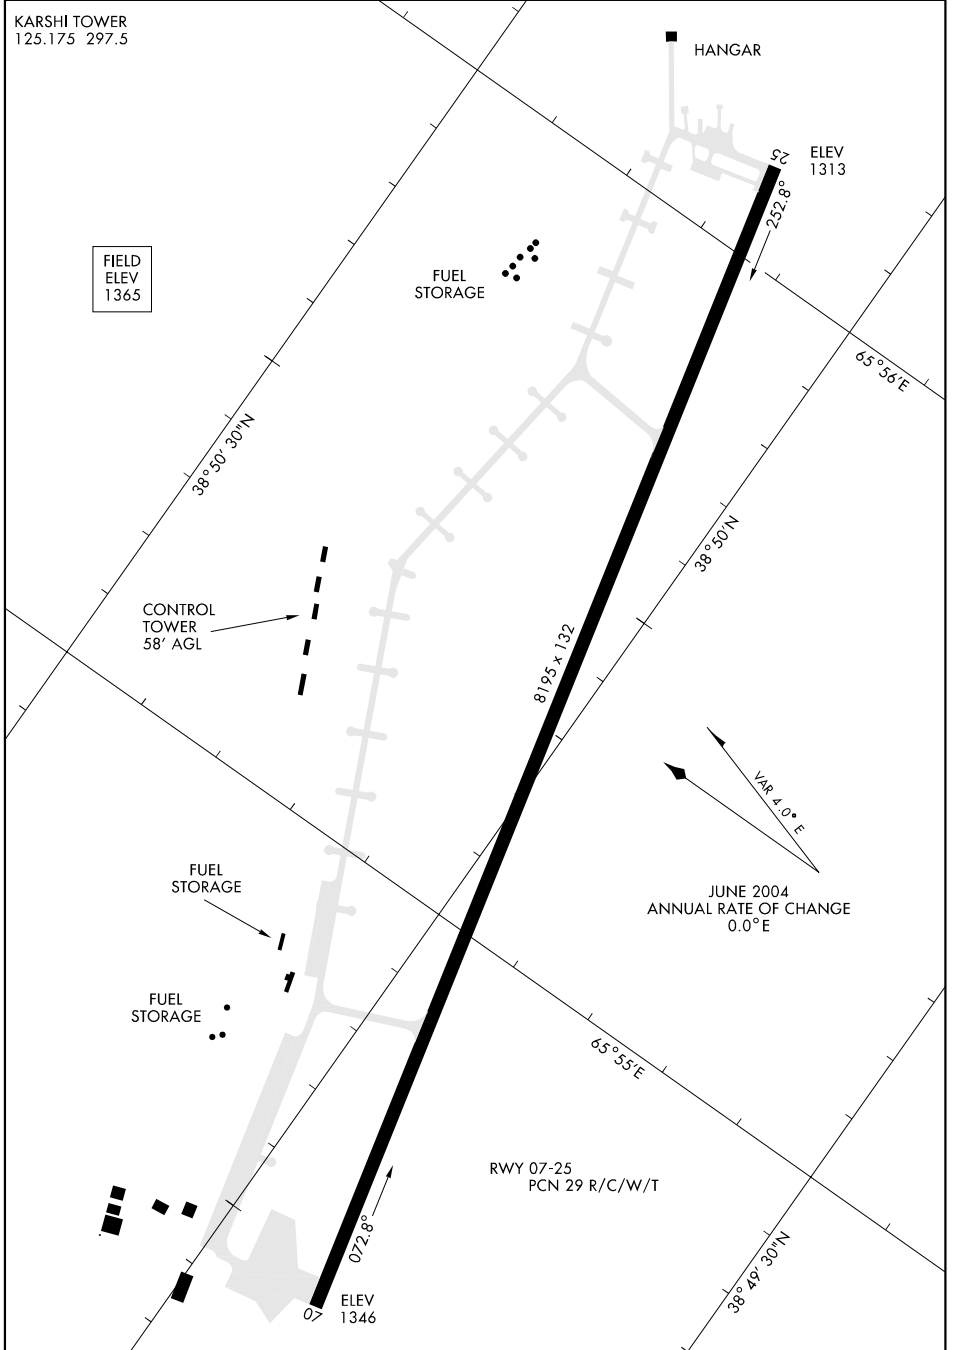 KARSHI TOWER
125.175 297.5
HANGAR
25
ELEV
1313
252.8°
FIELD
ELEV
1365
FUEL
STORAGE
65°56'E
38°50' 30"N
38°50'N
CONTROL
TOWER
58' AGL
8195 x 132
VAR 4.0° E
FUEL
STORAGE
JUNE 2004
ANNUAL RATE OF CHANGE
0.0°E
FUEL
STORAGE
65°55'E
RWY 07-25
PCN 29 R/C/W/T
072.8°
38°49' 30"N
07
ELEV
1346